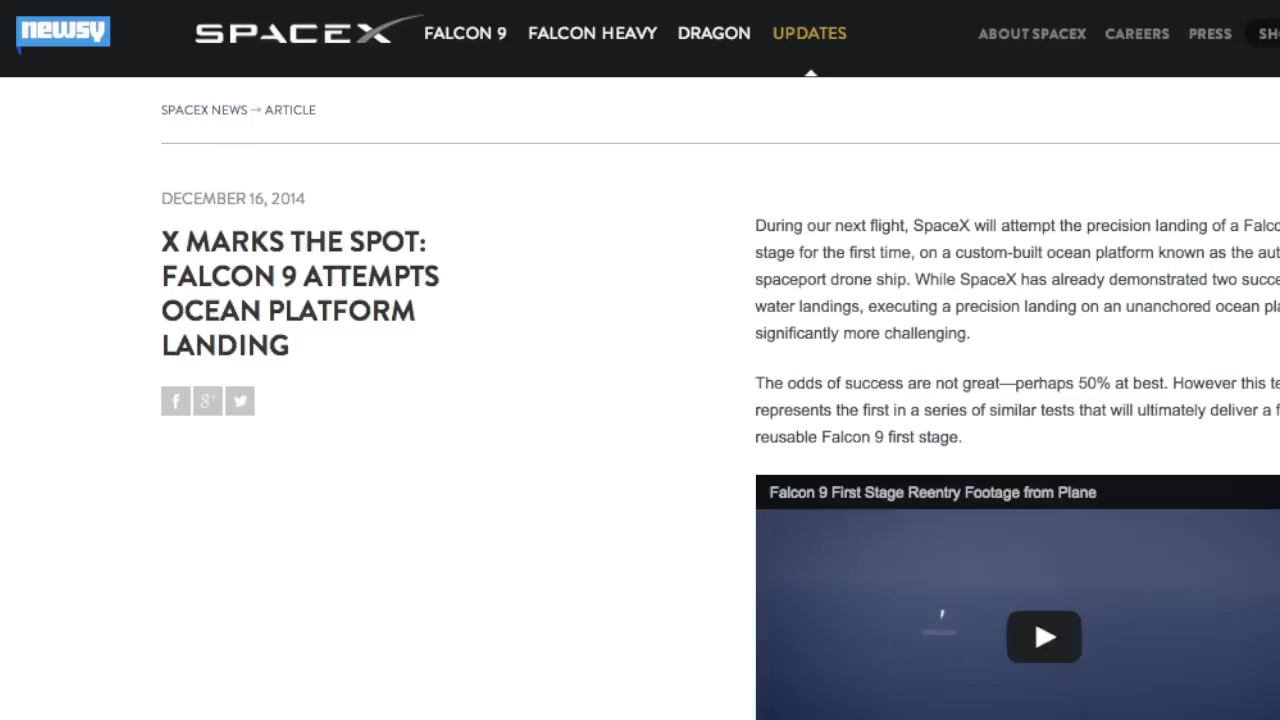 newsy
SPACEX FALCON 9 FALCON HEAVY DRAGON UPDATES ABOUT SPACEX CAREERS PRESS
SPACEX NEWS → ARTICLE
DECEMBER 16, 2014
X MARKS THE SPOT:
FALCON 9 ATTEMPTS
OCEAN PLATFORM
LANDING
During our next flight, SpaceX will attempt the precision landing of a
stage for the first time, on a custom-built ocean platform known as the
spaceport drone ship. While SpaceX has already demonstrated two
water landings, executing a precision landing on an unanchored ocean
significantly more challenging.
The odds of success are not great—perhaps 50% at best. However this
represents the first in a series of similar tests that will ultimately deliver a
reusable Falcon 9 first stage.
Falcon 9 First Stage Reentry Footage from Plane